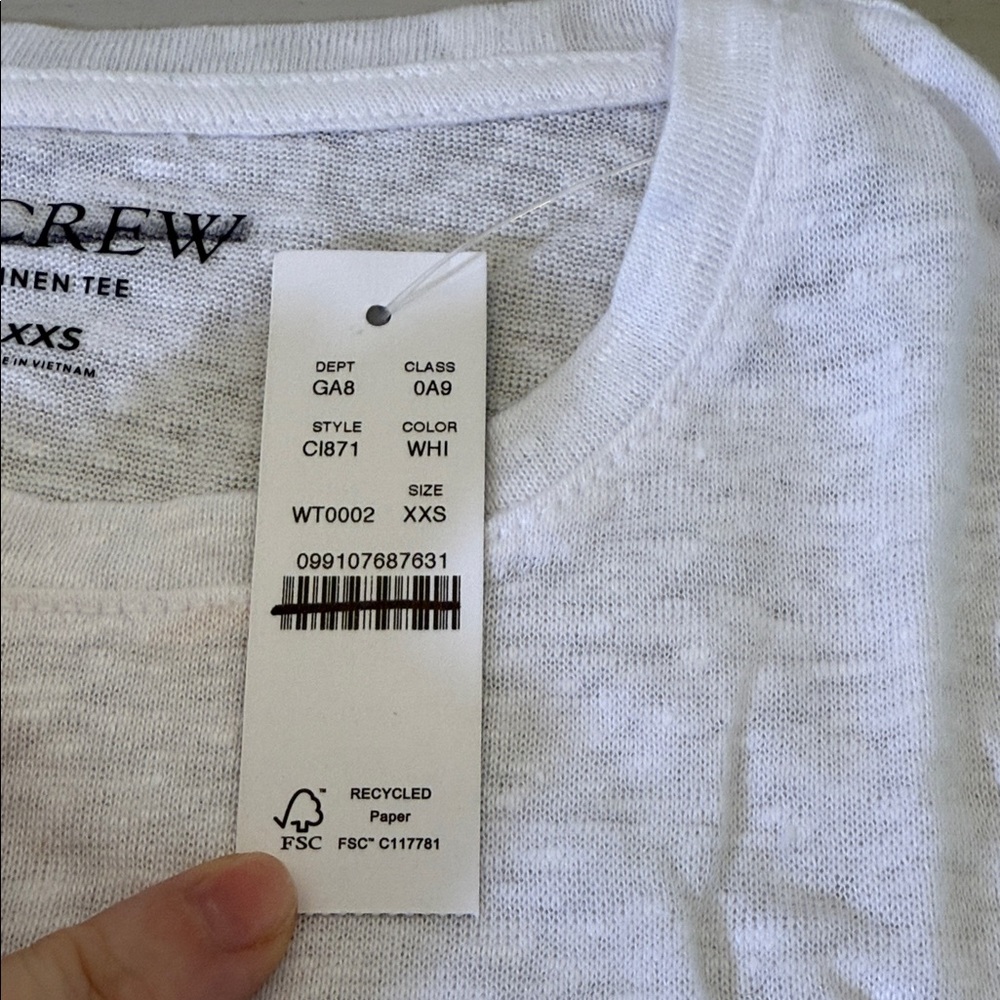 CREW
INEN TEE
XXS
E IN VIETNAM
DEPT CLASS
GA8 0A9
STYLE COLOR
CI871 WHI
SIZE
WT0002 XXS
099107687631
RECYCLED
Paper
FSC™ FSC™ C117781